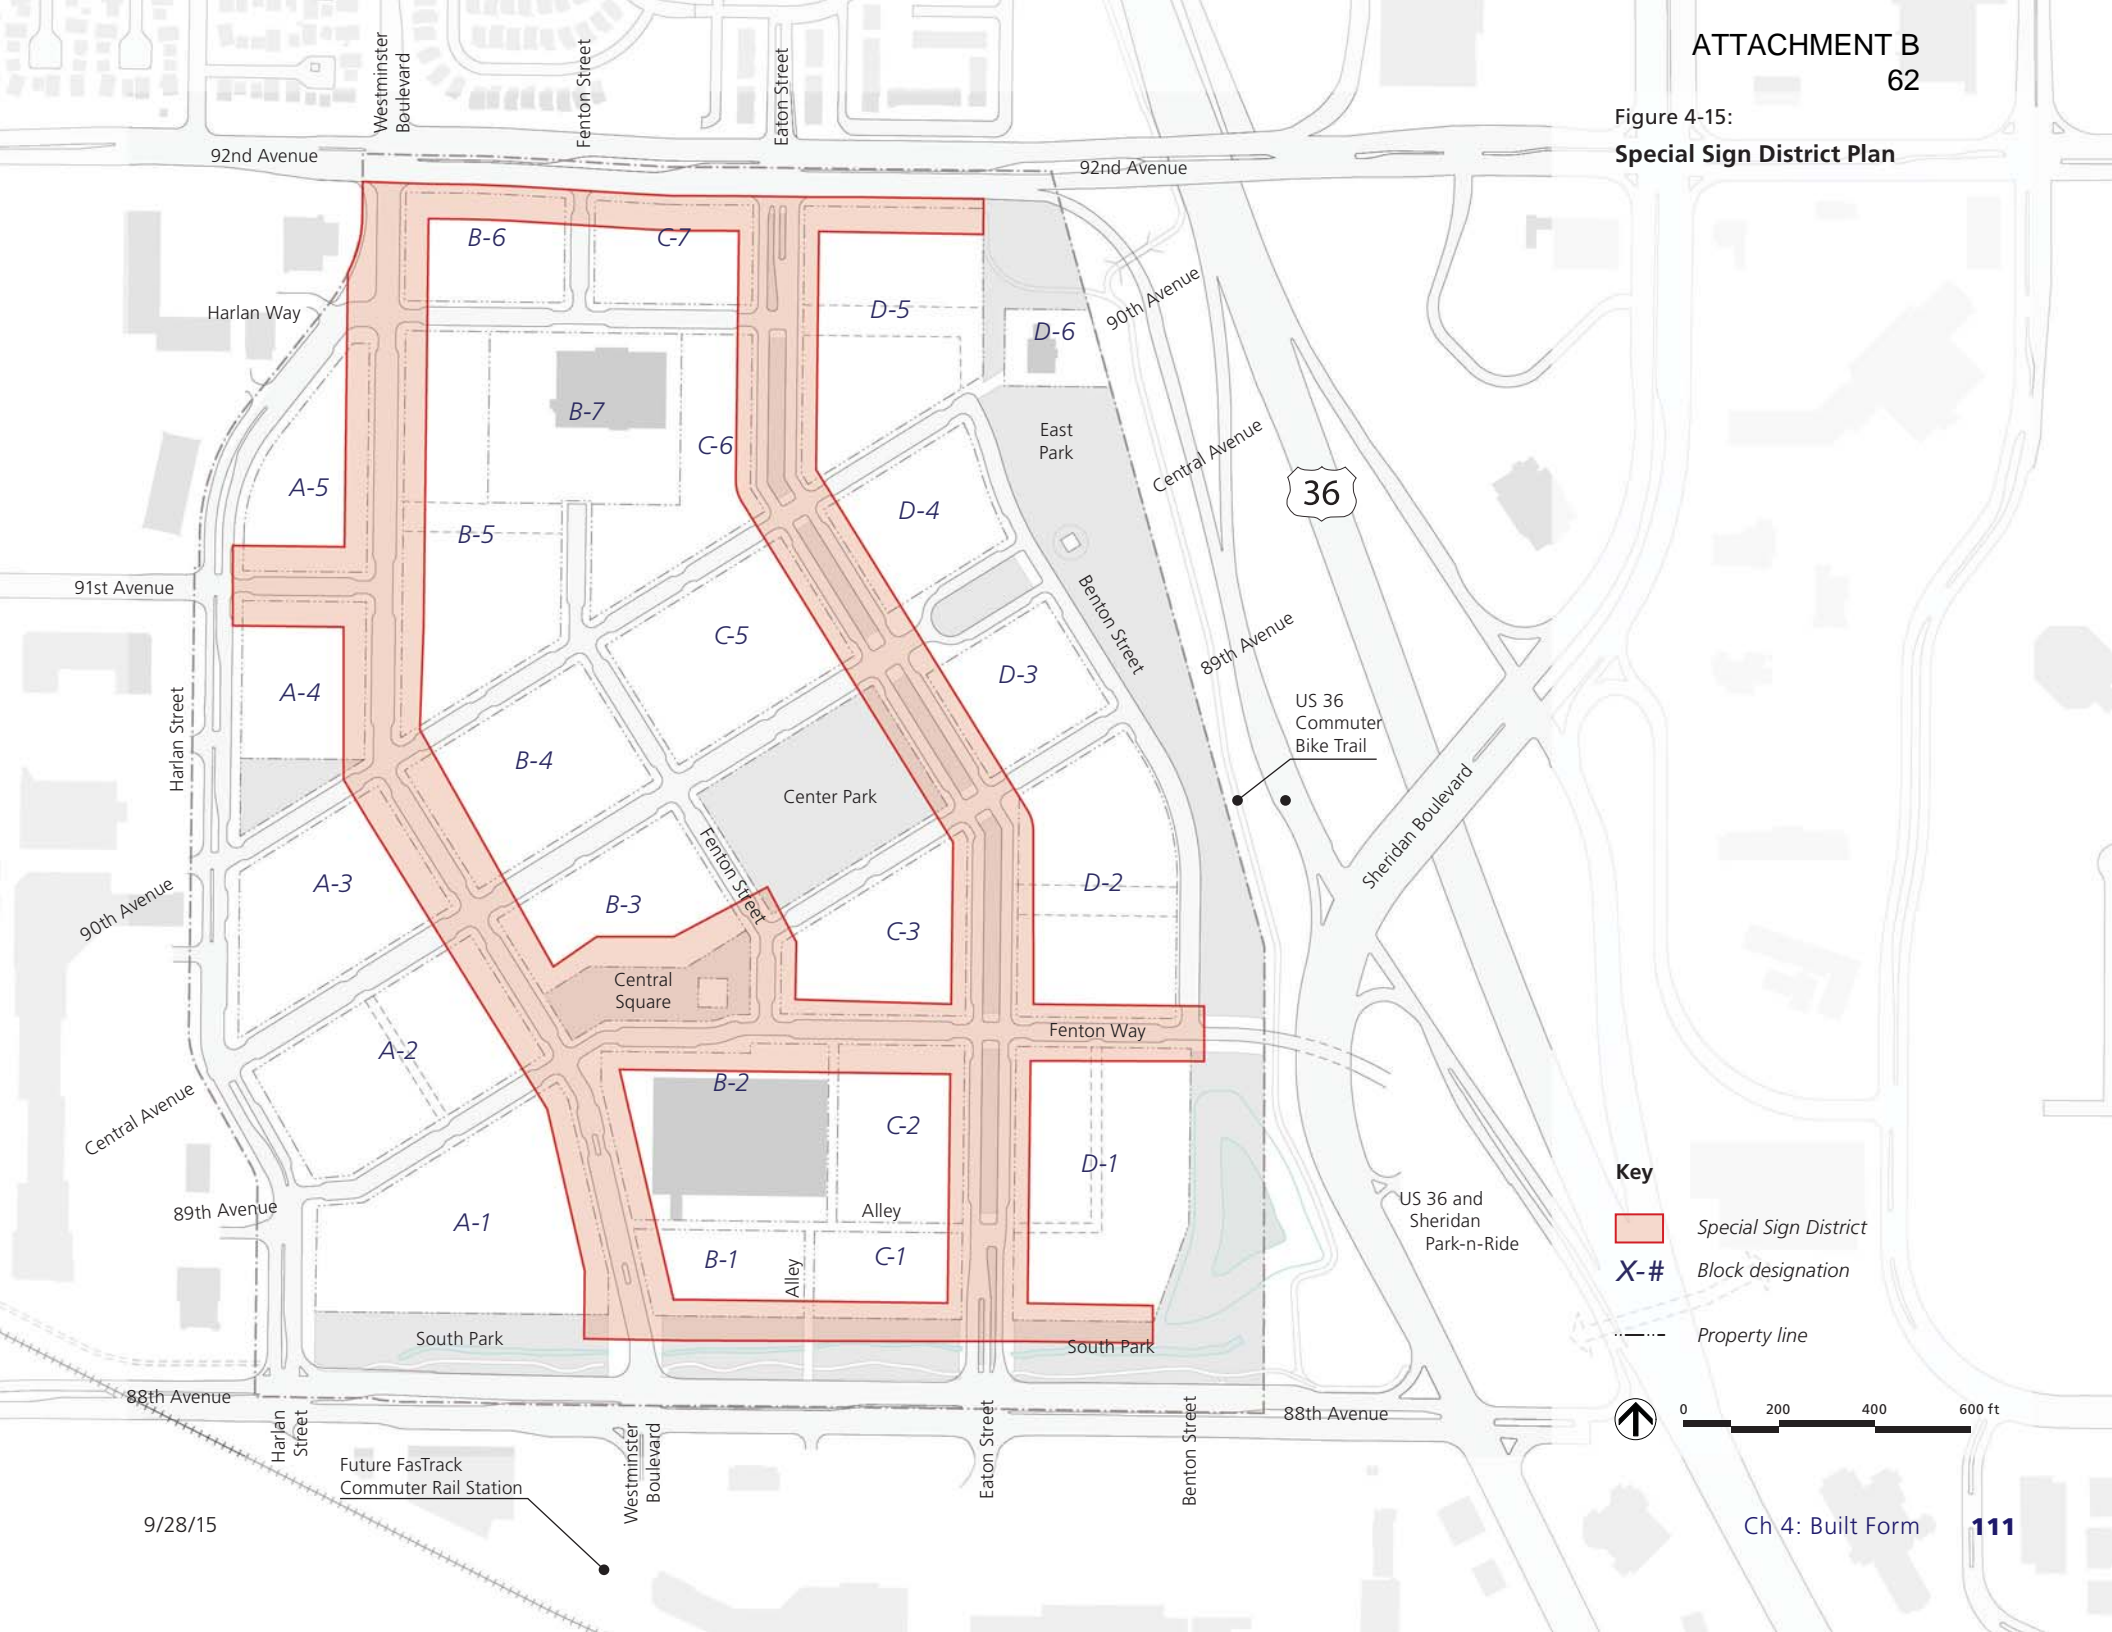 ATTACHMENT B
62
Figure 4-15:
Special Sign District Plan
Westminster
Boulevard
Fenton Street
Eaton Street
92nd Avenue
92nd Avenue
B-6
C-7
D-5
D-6
90th Avenue
Harlan Way
B-7
C-6
East
Park
Central Avenue
36
A-5
B-5
D-4
91st Avenue
Benton Street
C-5
89th Avenue
D-3
A-4
Harlan Street
US 36
Commuter
Bike Trail
B-4
Center Park
Sheridan Boulevard
Fenton Street
A-3
B-3
C-3
D-2
90th Avenue
Central
Square
Fenton Way
A-2
B-2
C-2
D-1
Central Avenue
89th Avenue
A-1
Alley
B-1
Alley
C-1
US 36 and
Sheridan
Park-n-Ride
South Park
South Park
Key
Special Sign District
X-# Block designation
Property line
0 200 400 600 ft
88th Avenue
88th Avenue
Harlan
Street
Westminster
Boulevard
Eaton Street
Benton Street
Future FasTrack
Commuter Rail Station
9/28/15
Ch 4: Built Form 111